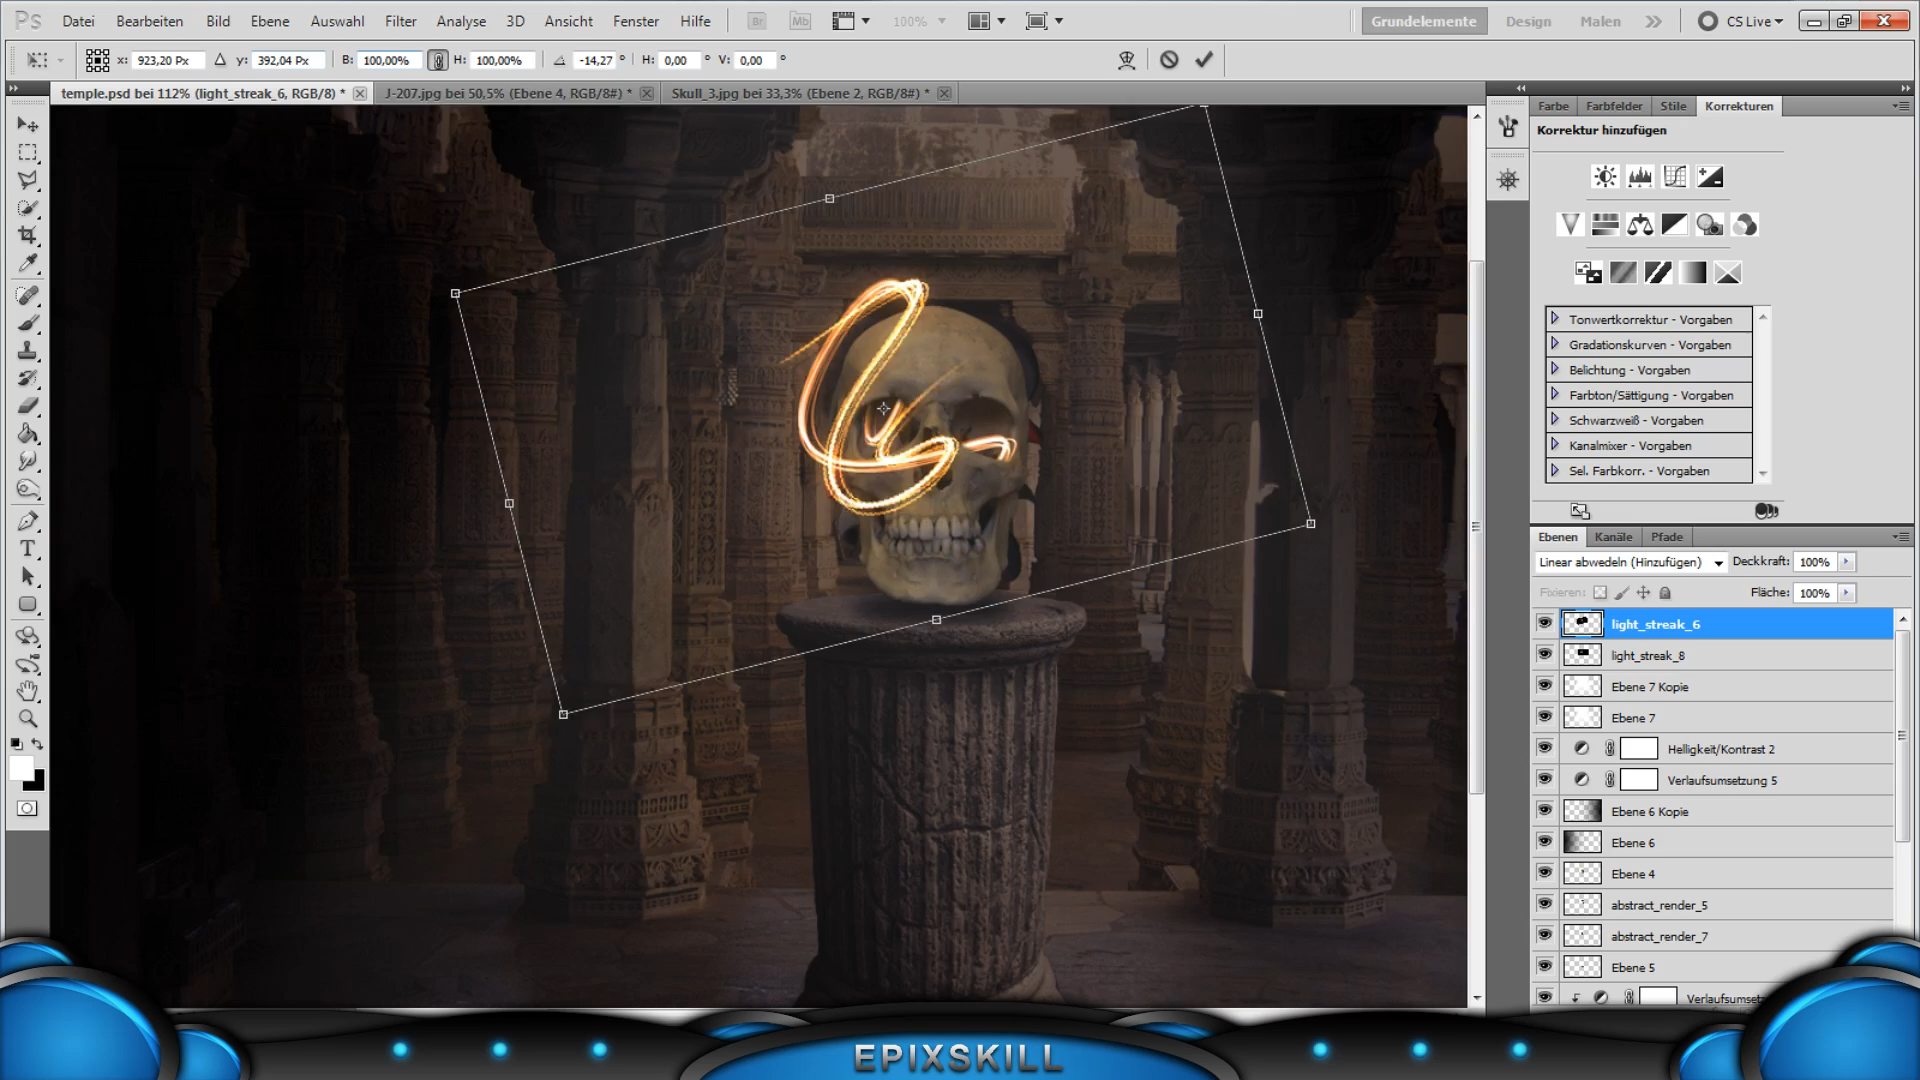 Ps Datei Bearbeiten Bild Ebene Auswahl Filter Analyse 3D Ansicht Fenster Hilfe Br Mb 100% Grundelemente Design Malen CS Live
x: 923,20 Px y: 392,04 Px B: 100,00% H: 100,00% -14,27 ° H: 0,00 ° V: 0,00 °
temple.psd bei 112% (light_streak_6, RGB/8) * J-207.jpg bei 50,5% (Ebene 4, RGB/8#) * Skull_3.jpg bei 33,3% (Ebene 2, RGB/8#) *
Farbe Farbfelder Stile Korrekturen
Korrektur hinzufügen
Tonwertkorrektur - Vorgaben
Gradationskurven - Vorgaben
Belichtung - Vorgaben
Farbton/Sättigung - Vorgaben
Schwarzweiß - Vorgaben
Kanalmixer - Vorgaben
Sel. Farbkorr. - Vorgaben
Ebenen Kanäle Pfade
Linear abwedeln (Hinzufügen) Deckkraft: 100%
Fixieren: Fläche: 100%
light_streak_6
light_streak_8
Ebene 7 Kopie
Ebene 7
Helligkeit/Kontrast 2
Verlaufsumsetzung 5
Ebene 6 Kopie
Ebene 6
Ebene 4
abstract_render_5
abstract_render_7
Ebene 5
Verlaufsumset
EPIXSKILL